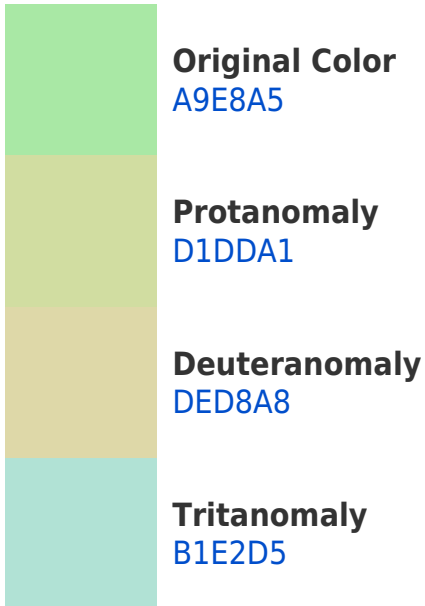 Original Color
A9E8A5
Protanomaly
D1DDA1
Deuteranomaly
DED8A8
Tritanomaly
B1E2D5